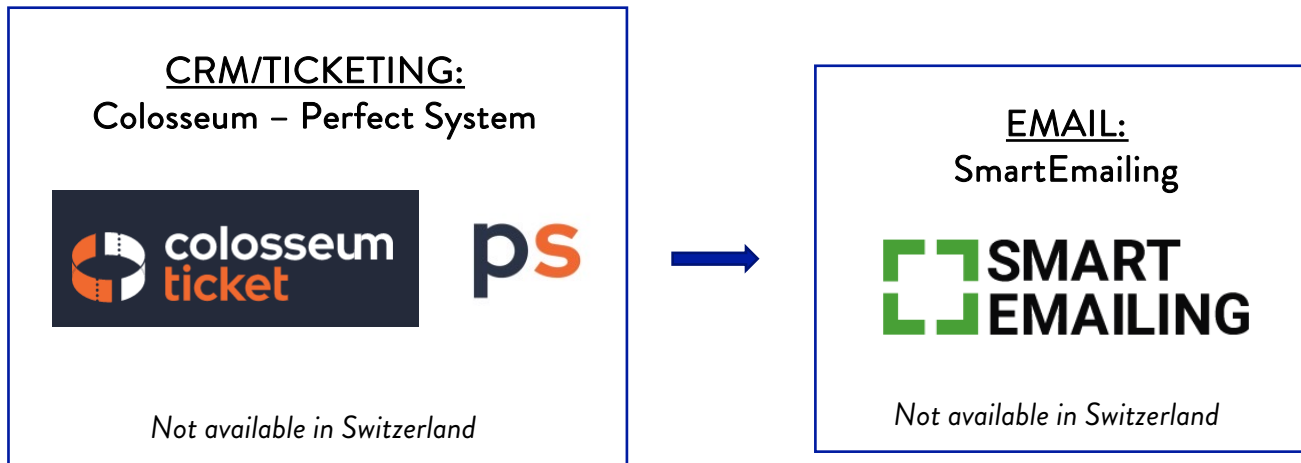 CRM/TICKETING:
Colosseum – Perfect System
colosseum
ticket
ps
Not available in Switzerland
EMAIL:
SmartEmailing
SMART
EMAILING
Not available in Switzerland